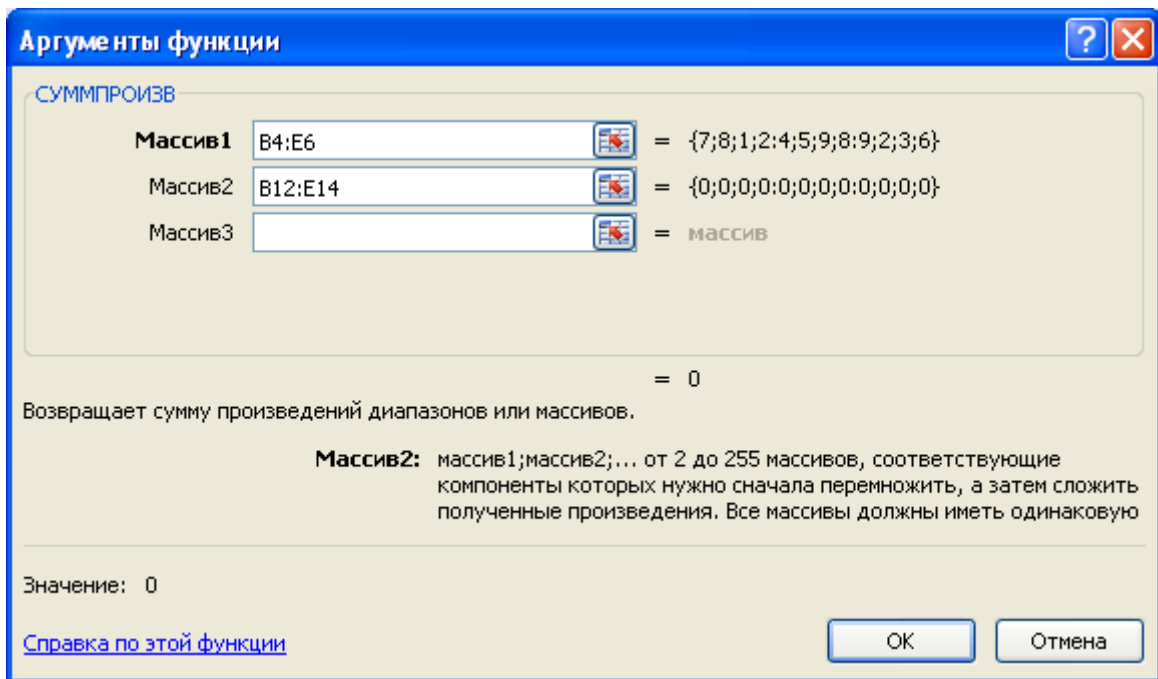 Аргументы функции
СУММПРОИЗВ
Массив1 B4:E6 = {7;8;1;2:4;5;9;8:9;2;3;6}
Массив2 B12:E14 = {0;0;0;0:0;0;0;0:0;0;0;0}
Массив3 = массив
= 0
Возвращает сумму произведений диапазонов или массивов.
Массив2: массив1;массив2;... от 2 до 255 массивов, соответствующие
компоненты которых нужно сначала перемножить, а затем сложить
полученные произведения. Все массивы должны иметь одинаковую
Значение: 0
Справка по этой функции
ОК
Отмена